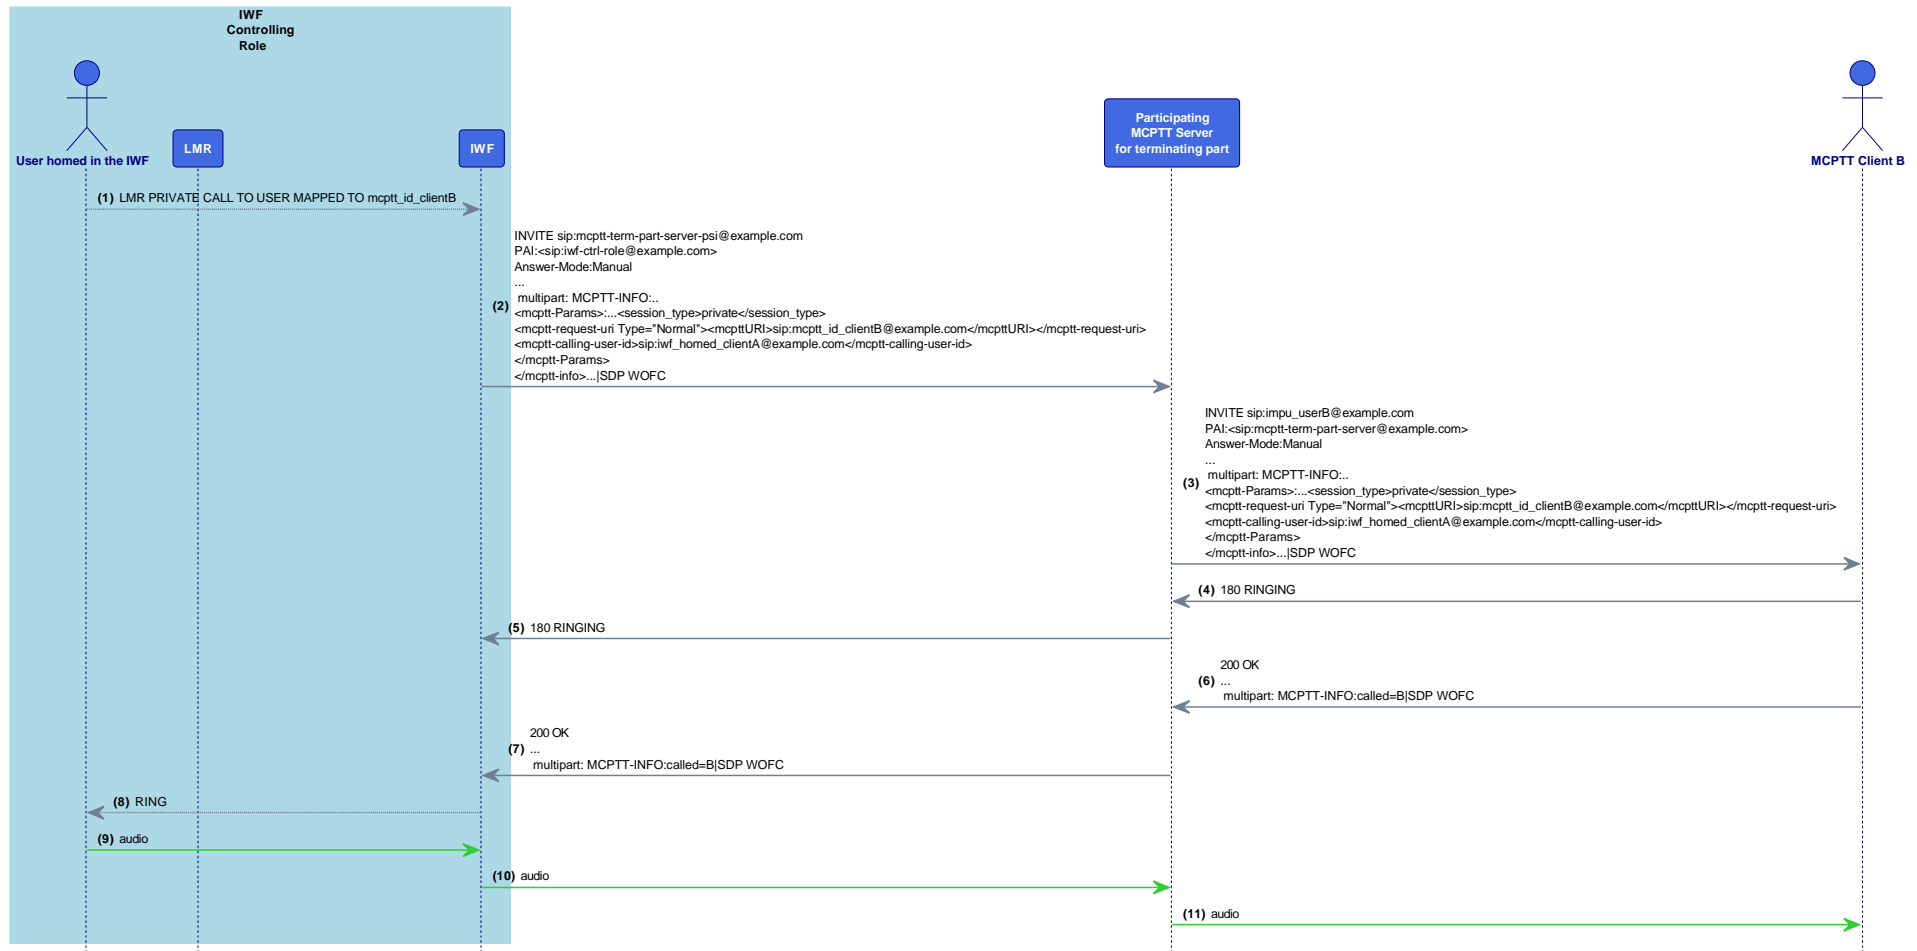 IWF
Controlling
Role
User homed in the IWF
LMR
IWF
Participating
MCPTT Server
for terminating part
MCPTT Client B
(1) LMR PRIVATE CALL TO USER MAPPED TO mcptt_id_clientB
INVITE sip:mcptt-term-part-server-psi@example.com
PAI:<sip:iwf-ctrl-role@example.com>
Answer-Mode:Manual
...
(2) multipart: MCPTT-INFO:..
<mcptt-Params>:...<session_type>private</session_type>
<mcptt-request-uri Type="Normal"><mcpttURI>sip:mcptt_id_clientB@example.com</mcpttURI></mcptt-request-uri>
<mcptt-calling-user-id>sip:iwf_homed_clientA@example.com</mcptt-calling-user-id>
</mcptt-Params>
</mcptt-info>...|SDP WOFC
INVITE sip:impu_userB@example.com
PAI:<sip:mcptt-term-part-server@example.com>
Answer-Mode:Manual
...
(3) multipart: MCPTT-INFO:..
<mcptt-Params>:...<session_type>private</session_type>
<mcptt-request-uri Type="Normal"><mcpttURI>sip:mcptt_id_clientB@example.com</mcpttURI></mcptt-request-uri>
<mcptt-calling-user-id>sip:iwf_homed_clientA@example.com</mcptt-calling-user-id>
</mcptt-Params>
</mcptt-info>...|SDP WOFC
(4) 180 RINGING
(5) 180 RINGING
200 OK
(6) ...
multipart: MCPTT-INFO:called=B|SDP WOFC
200 OK
(7) ...
multipart: MCPTT-INFO:called=B|SDP WOFC
(8) RING
(9) audio
(10) audio
(11) audio